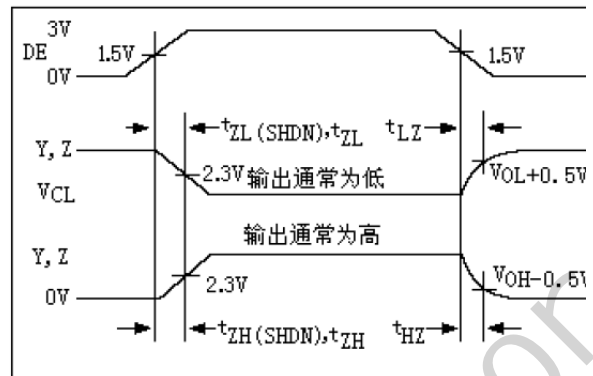 3V
DE
1.5V
0V
1.5V
tZL(SHDN),tZL
tLZ
Y,Z
2.3V
输出通常为低
VOL+0.5V
VCL
输出通常为高
Y,Z
2.3V
VOH-0.5V
0V
tZH(SHDN),tZH
tHZ